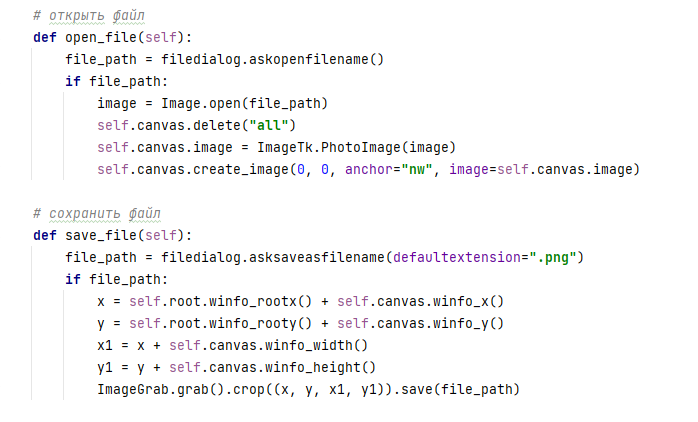 # открыть файл
def open_file(self):
    file_path = filedialog.askopenfilename()
    if file_path:
        image = Image.open(file_path)
        self.canvas.delete("all")
        self.canvas.image = ImageTk.PhotoImage(image)
        self.canvas.create_image(0, 0, anchor="nw", image=self.canvas.image)

# сохранить файл
def save_file(self):
    file_path = filedialog.asksaveasfilename(defaultextension=".png")
    if file_path:
        x = self.root.winfo_rootx() + self.canvas.winfo_x()
        y = self.root.winfo_rooty() + self.canvas.winfo_y()
        x1 = x + self.canvas.winfo_width()
        y1 = y + self.canvas.winfo_height()
        ImageGrab.grab().crop((x, y, x1, y1)).save(file_path)